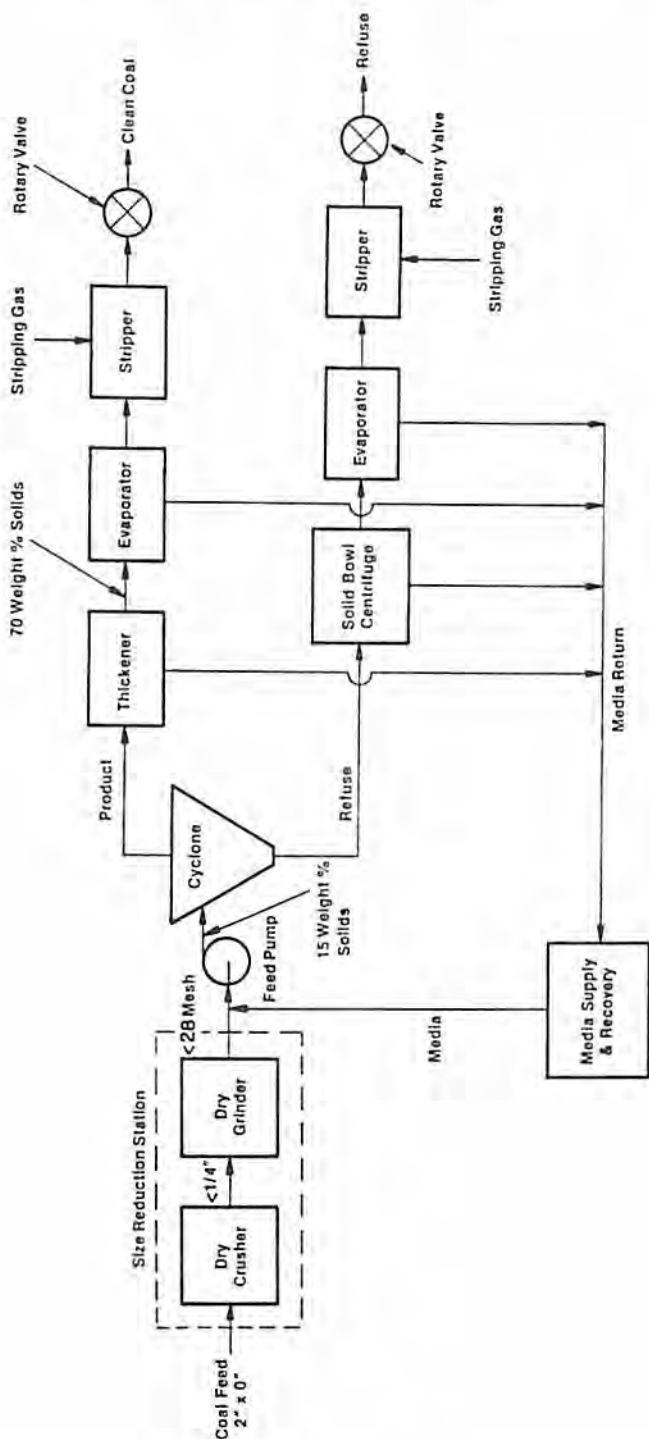 Size Reduction Station
Coal Feed
2" x 0"
Dry
Crusher
<1/4"
Dry
Grinder
<28 Mesh
Feed Pump
15 Weight %
Solids
Media
Cyclone
Product
Refuse
Thickener
70 Weight % Solids
Evaporator
Stripping Gas
Stripper
Rotary Valve
Clean Coal
Solid Bowl
Centrifuge
Evaporator
Stripper
Stripping Gas
Rotary Valve
Refuse
Media Return
Media Supply
& Recovery